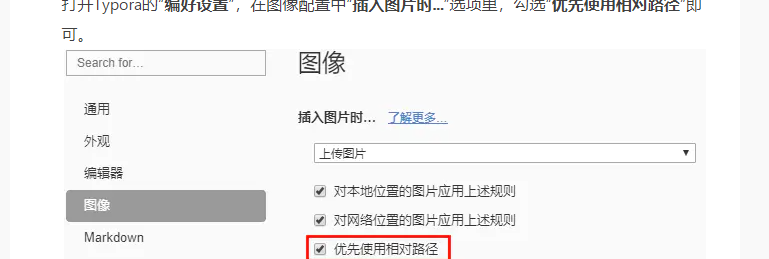 打开Typora的“编好设置”，在图像配置中“插入图片时...”选项里，勾选“优先使用相对路径”即
可。
Search for...
图像
通用
插入图片时... 了解更多...
外观
上传图片
编辑器
对本地位置的图片应用上述规则
图像
对网络位置的图片应用上述规则
Markdown
优先使用相对路径